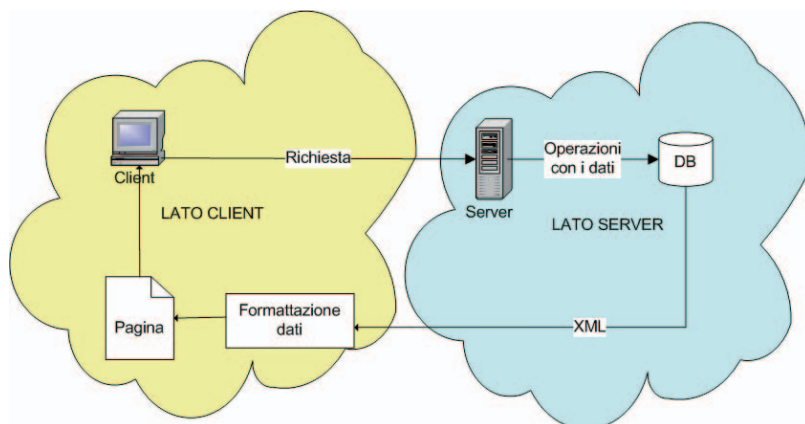 Client
Richiesta
Server
Operazioni
con i dati
DB
LATO CLIENT
LATO SERVER
Pagina
Formattazione
dati
XML